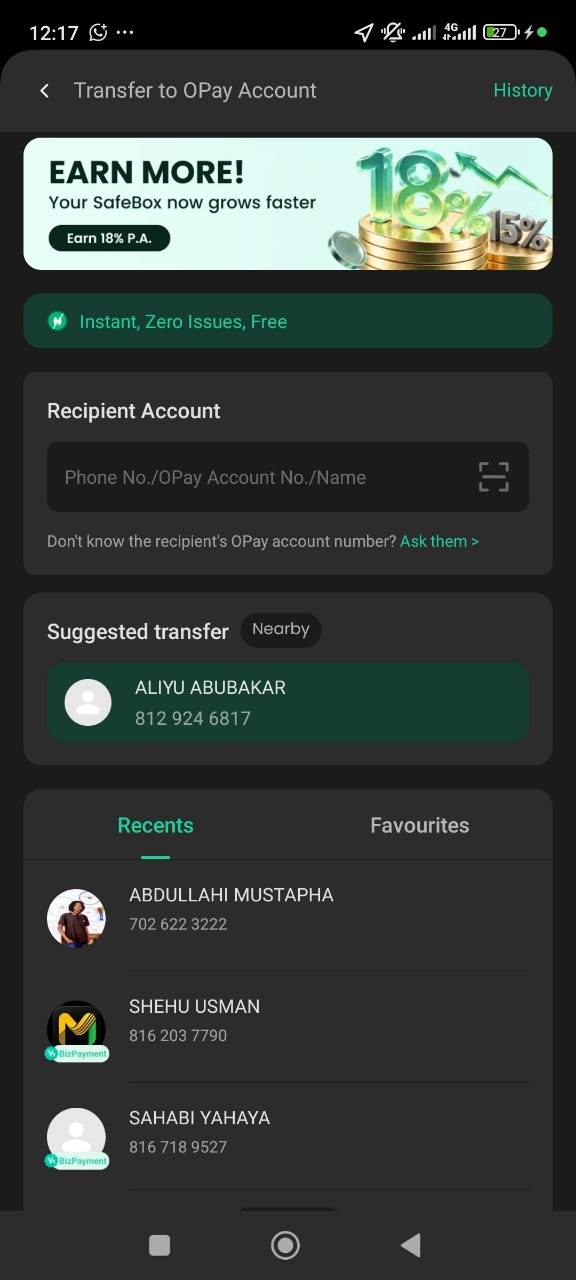 12:17
4G
27
Transfer to OPay Account
History
EARN MORE!
Your SafeBox now grows faster
Earn 18% P.A.
18%
15%
Instant, Zero Issues, Free
Recipient Account
Phone No./OPay Account No./Name
Don't know the recipient's OPay account number? Ask them >
Suggested transfer
Nearby
ALIYU ABUBAKAR
812 924 6817
Recents
Favourites
ABDULLAHI MUSTAPHA
702 622 3222
SHEHU USMAN
816 203 7790
BizPayment
SAHABI YAHAYA
816 718 9527
BizPayment